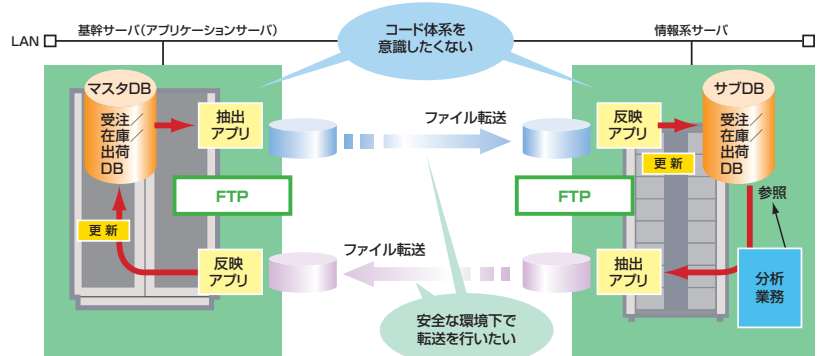 LAN
基幹サーバ(アプリケーションサーバ)
コード体系を
意識したくない
情報系サーバ
マスタDB
受注／
在庫／
出荷
DB
抽出
アプリ
ファイル転送
反映
アプリ
サブDB
受注／
在庫／
出荷
DB
更新
FTP
FTP
参照
更新
反映
アプリ
ファイル転送
抽出
アプリ
分析
業務
安全な環境下で
転送を行いたい